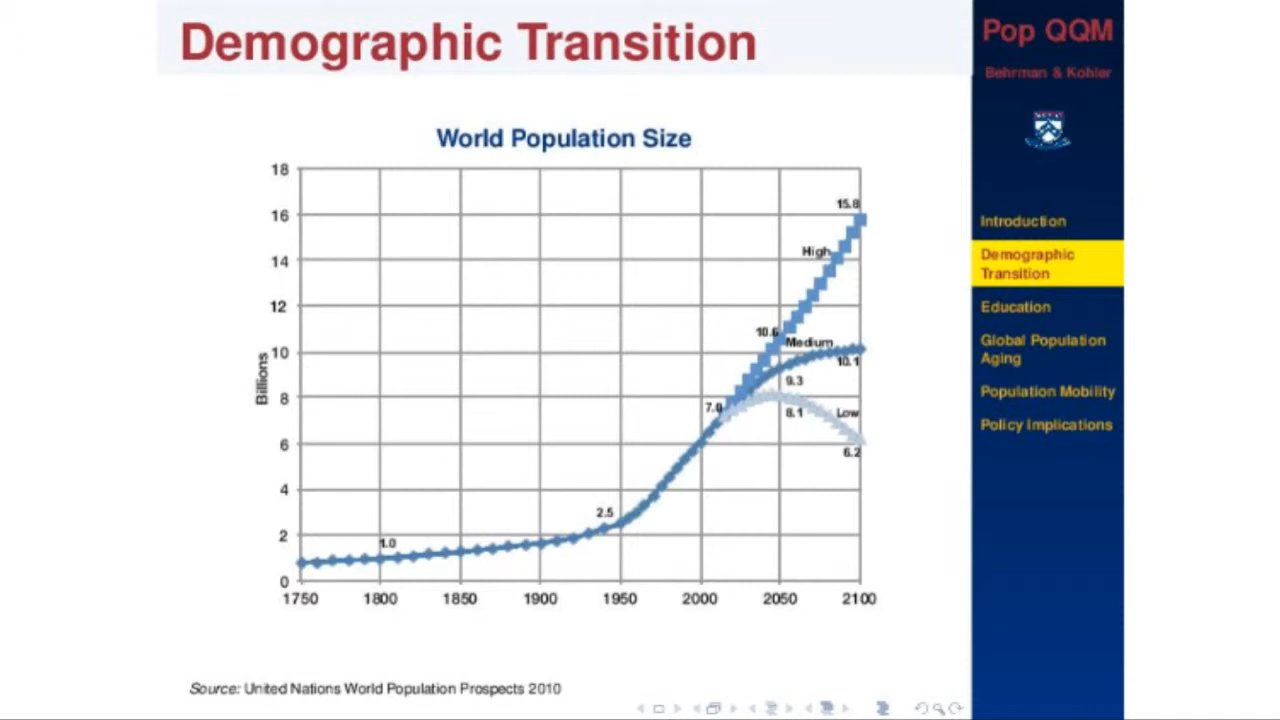 Demographic Transition
Pop QQM
Behrman & Kohler
World Population Size
18
16
14
12
10
8
6
4
2
0
Billions
1750
1800
1850
1900
1950
2000
2050
2100
1.0
2.5
7.0
10.6
15.8
High
Medium
10.1
9.3
8.1
Low
6.2
Introduction
Demographic
Transition
Education
Global Population
Aging
Population Mobility
Policy Implications
Source: United Nations World Population Prospects 2010